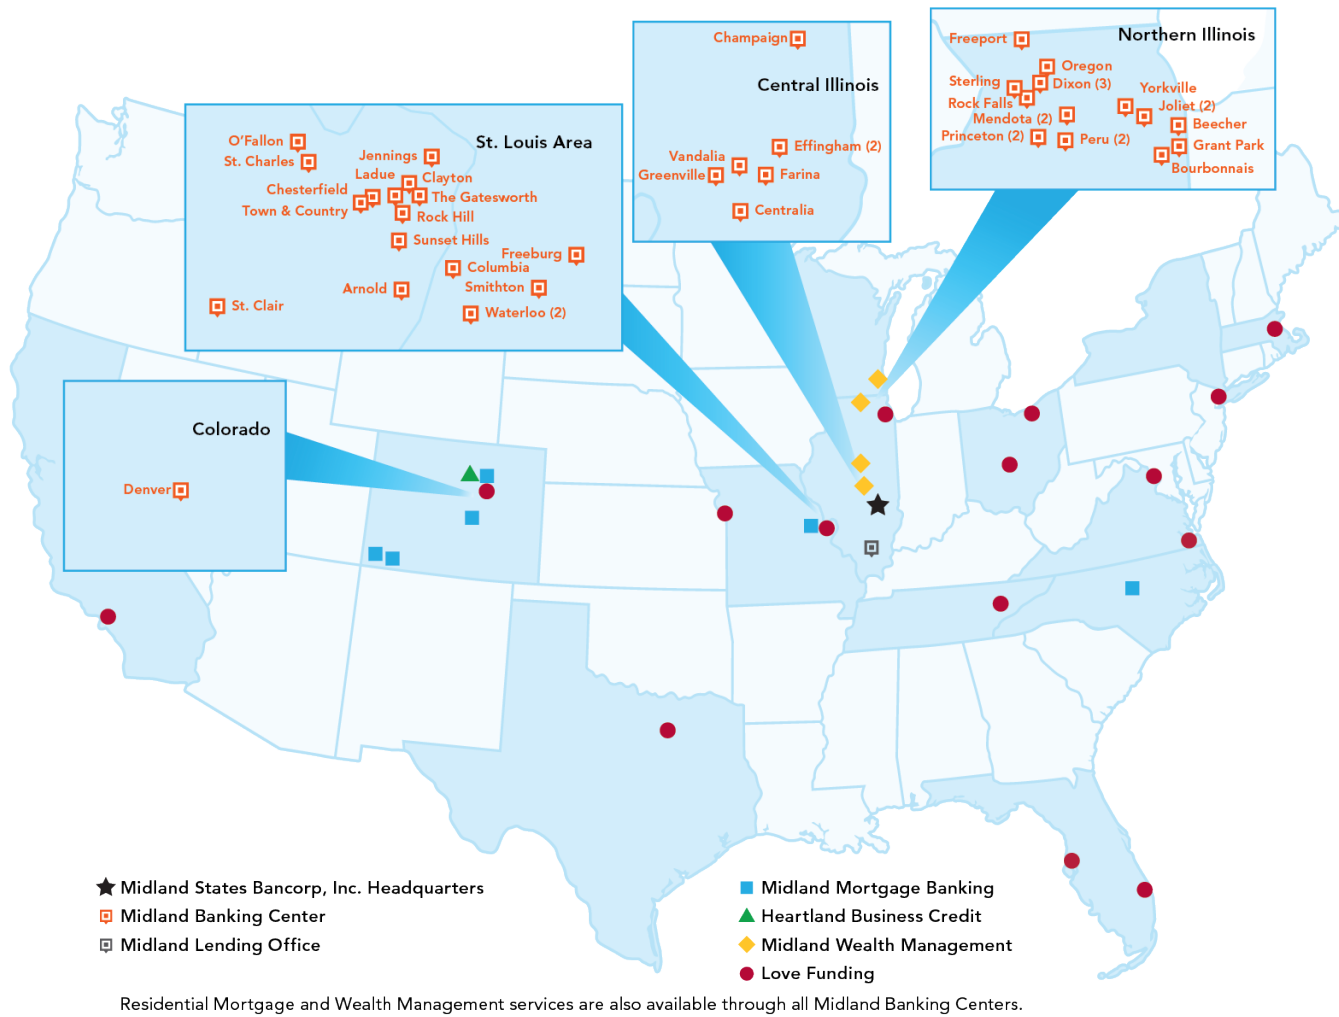 Northern Illinois
Freeport
Oregon
Sterling
Dixon (3)
Rock Falls
Yorkville
Mendota (2)
Joliet (2)
Princeton (2)
Peru (2)
Beecher
Grant Park
Bourbonnais
Central Illinois
Champaign
Effingham (2)
Vandalia
Greenville
Farina
Centralia
St. Louis Area
O'Fallon
St. Charles
Jennings
Ladue
Clayton
Chesterfield
The Gatesworth
Town & Country
Rock Hill
Sunset Hills
Freeburg
Columbia
Arnold
Smithton
St. Clair
Waterloo (2)
Colorado
Denver
Midland States Bancorp, Inc. Headquarters
Midland Banking Center
Midland Lending Office
Midland Mortgage Banking
Heartland Business Credit
Midland Wealth Management
Love Funding
Residential Mortgage and Wealth Management services are also available through all Midland Banking Centers.